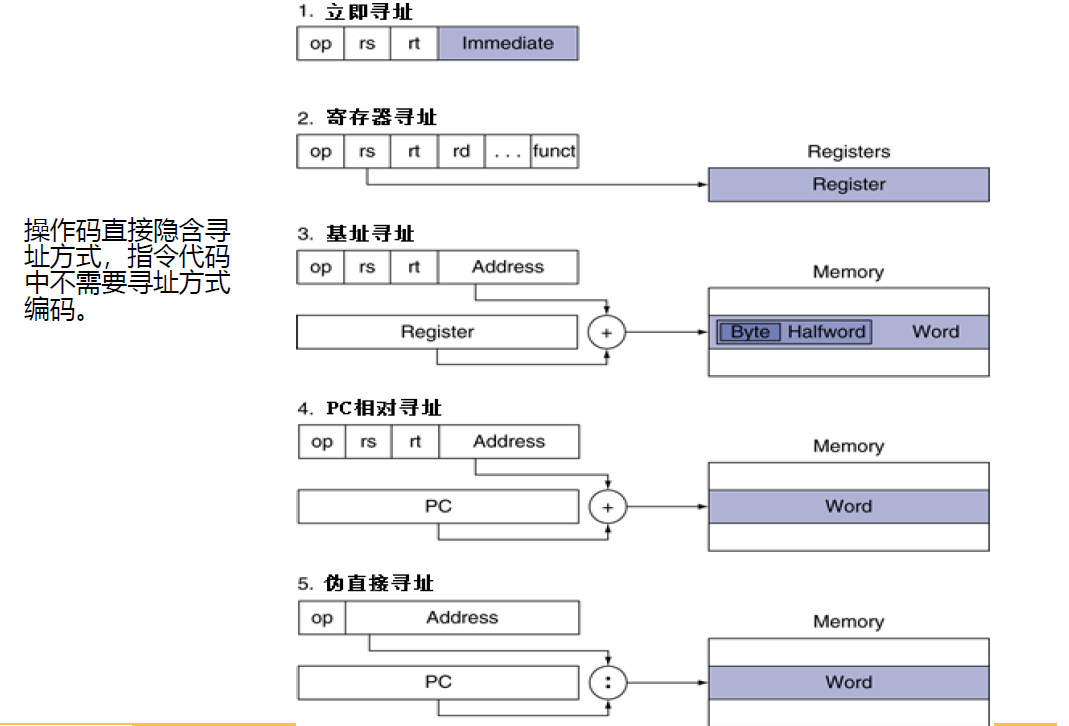 1. 立即寻址
op rs rt Immediate
2. 寄存器寻址
op rs rt rd ... funct
Registers
Register
操作码直接隐含寻
址方式，指令代码
中不需要寻址方式
编码。
3. 基址寻址
op rs rt Address
Memory
Register + Byte Halfword Word
4. PC相对寻址
op rs rt Address
Memory
PC + Word
5. 伪直接寻址
op Address
Memory
PC : Word